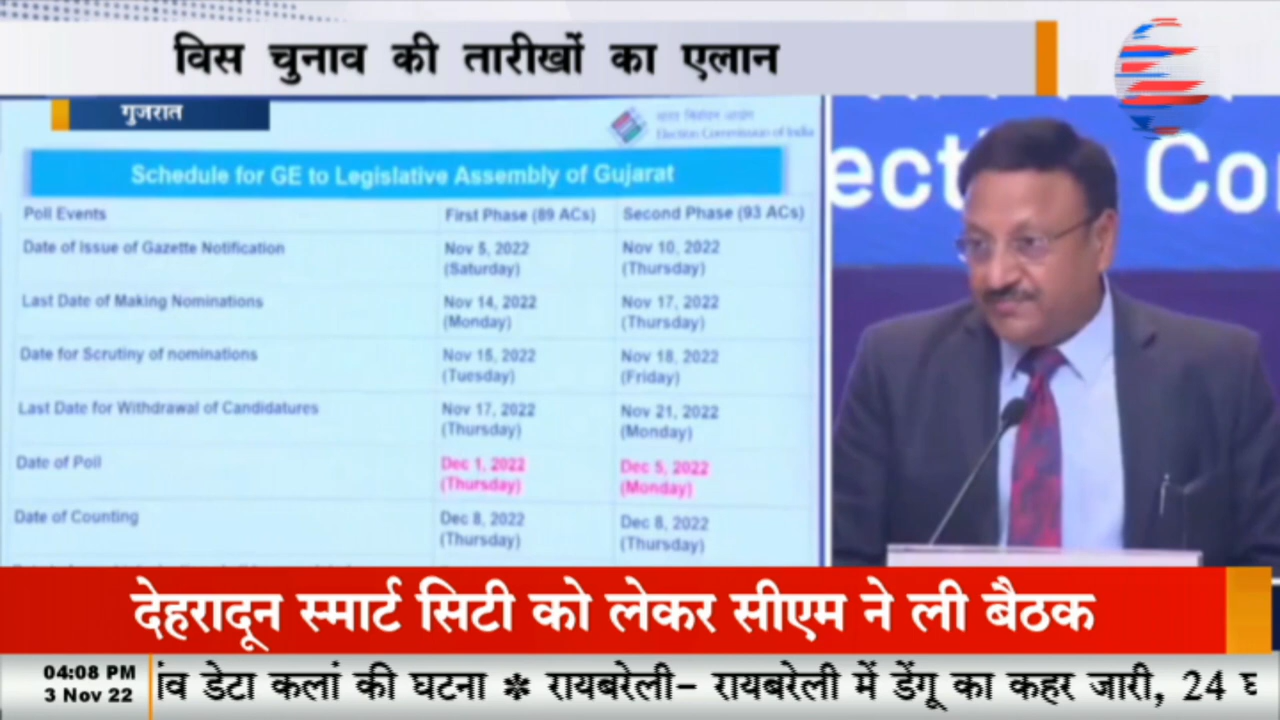 विस चुनाव की तारीखों का एलान
गुजरात
भारत निर्वाचन आयोग
Election Commission of India
Schedule for GE to Legislative Assembly of Gujarat
Poll Events First Phase (89 ACs) Second Phase (93 ACs)
Date of Issue of Gazette Notification Nov 5, 2022 (Saturday) Nov 10, 2022 (Thursday)
Last Date of Making Nominations Nov 14, 2022 (Monday) Nov 17, 2022 (Thursday)
Date for Scrutiny of nominations Nov 15, 2022 (Tuesday) Nov 18, 2022 (Friday)
Last Date for Withdrawal of Candidatures Nov 17, 2022 (Thursday) Nov 21, 2022 (Monday)
Date of Poll Dec 1, 2022 (Thursday) Dec 5, 2022 (Monday)
Date of Counting Dec 8, 2022 (Thursday) Dec 8, 2022 (Thursday)
ect Co
देहरादून स्मार्ट सिटी को लेकर सीएम ने ली बैठक
04:08 PM
3 Nov 22
डेटा कलां की घटना * रायबरेली- रायबरेली में डेंगू का कहर जारी, 24